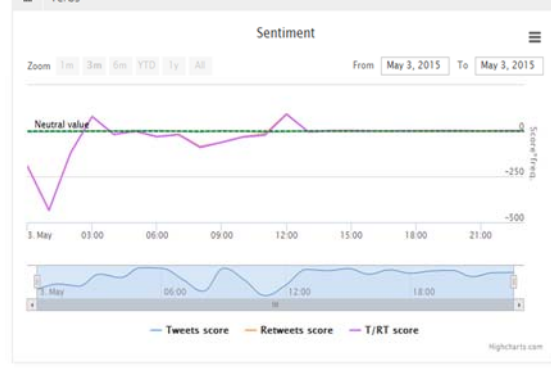 Sentiment
Zoom 1m 3m 6m YTD 1y All From May 3, 2015 To May 3, 2015
Neutral value
0
-250
-500
Score*freq.
3. May 03:00 06:00 09:00 12:00 15:00 18:00 21:00
3. May 06:00 12:00 18:00
Tweets score Retweets score T/RT score
Highcharts.com